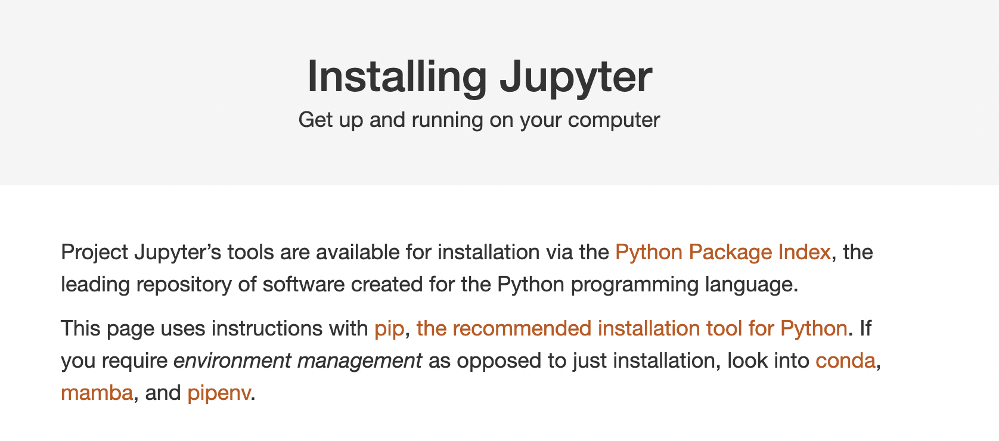 Installing Jupyter
Get up and running on your computer
Project Jupyter’s tools are available for installation via the Python Package Index, the
leading repository of software created for the Python programming language.
This page uses instructions with pip, the recommended installation tool for Python. If
you require environment management as opposed to just installation, look into conda,
mamba, and pipenv.